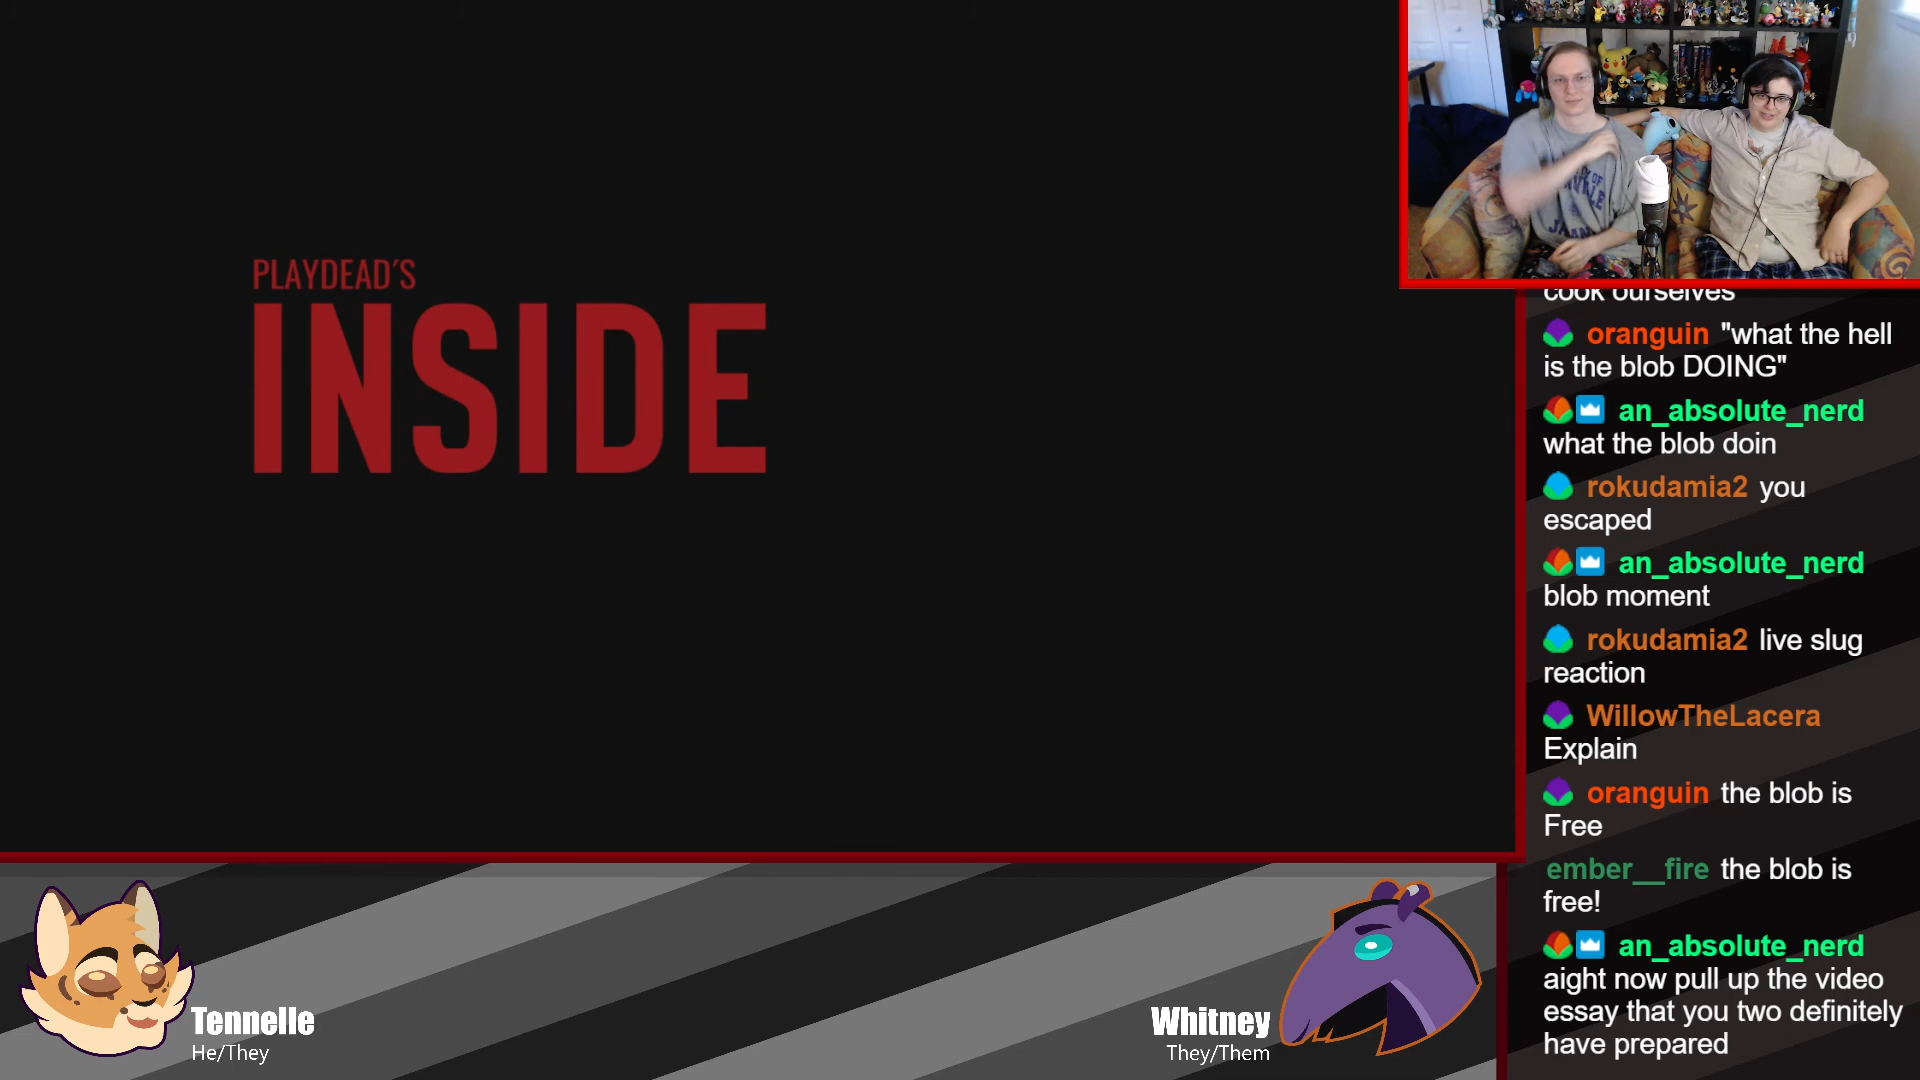 PLAYDEAD'S
INSIDE
cook ourselves
oranguin "what the hell
is the blob DOING"
an_absolute_nerd
what the blob doin
rokudamia2 you
escaped
an_absolute_nerd
blob moment
rokudamia2 live slug
reaction
WillowTheLacera
Explain
oranguin the blob is
Free
ember__fire the blob is
free!
an_absolute_nerd
aight now pull up the video
essay that you two definitely
have prepared
Tennelle
He/They
Whitney
They/Them